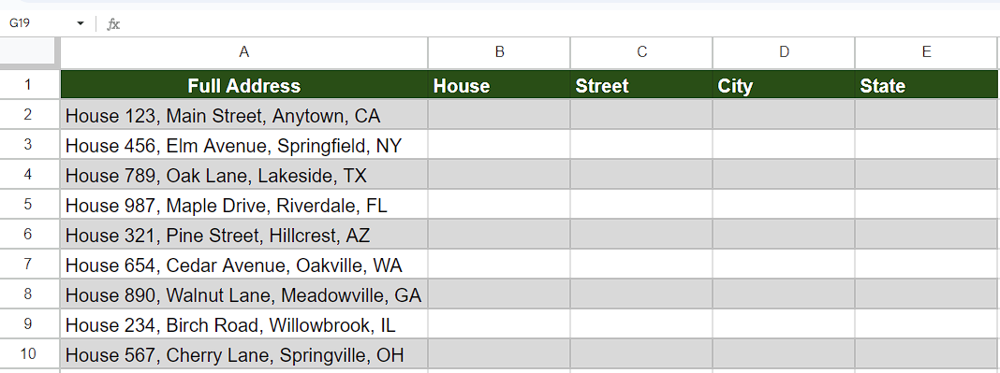 G19 fx
A B C D E
1 Full Address House Street City State
2 House 123, Main Street, Anytown, CA
3 House 456, Elm Avenue, Springfield, NY
4 House 789, Oak Lane, Lakeside, TX
5 House 987, Maple Drive, Riverdale, FL
6 House 321, Pine Street, Hillcrest, AZ
7 House 654, Cedar Avenue, Oakville, WA
8 House 890, Walnut Lane, Meadowville, GA
9 House 234, Birch Road, Willowbrook, IL
10 House 567, Cherry Lane, Springville, OH